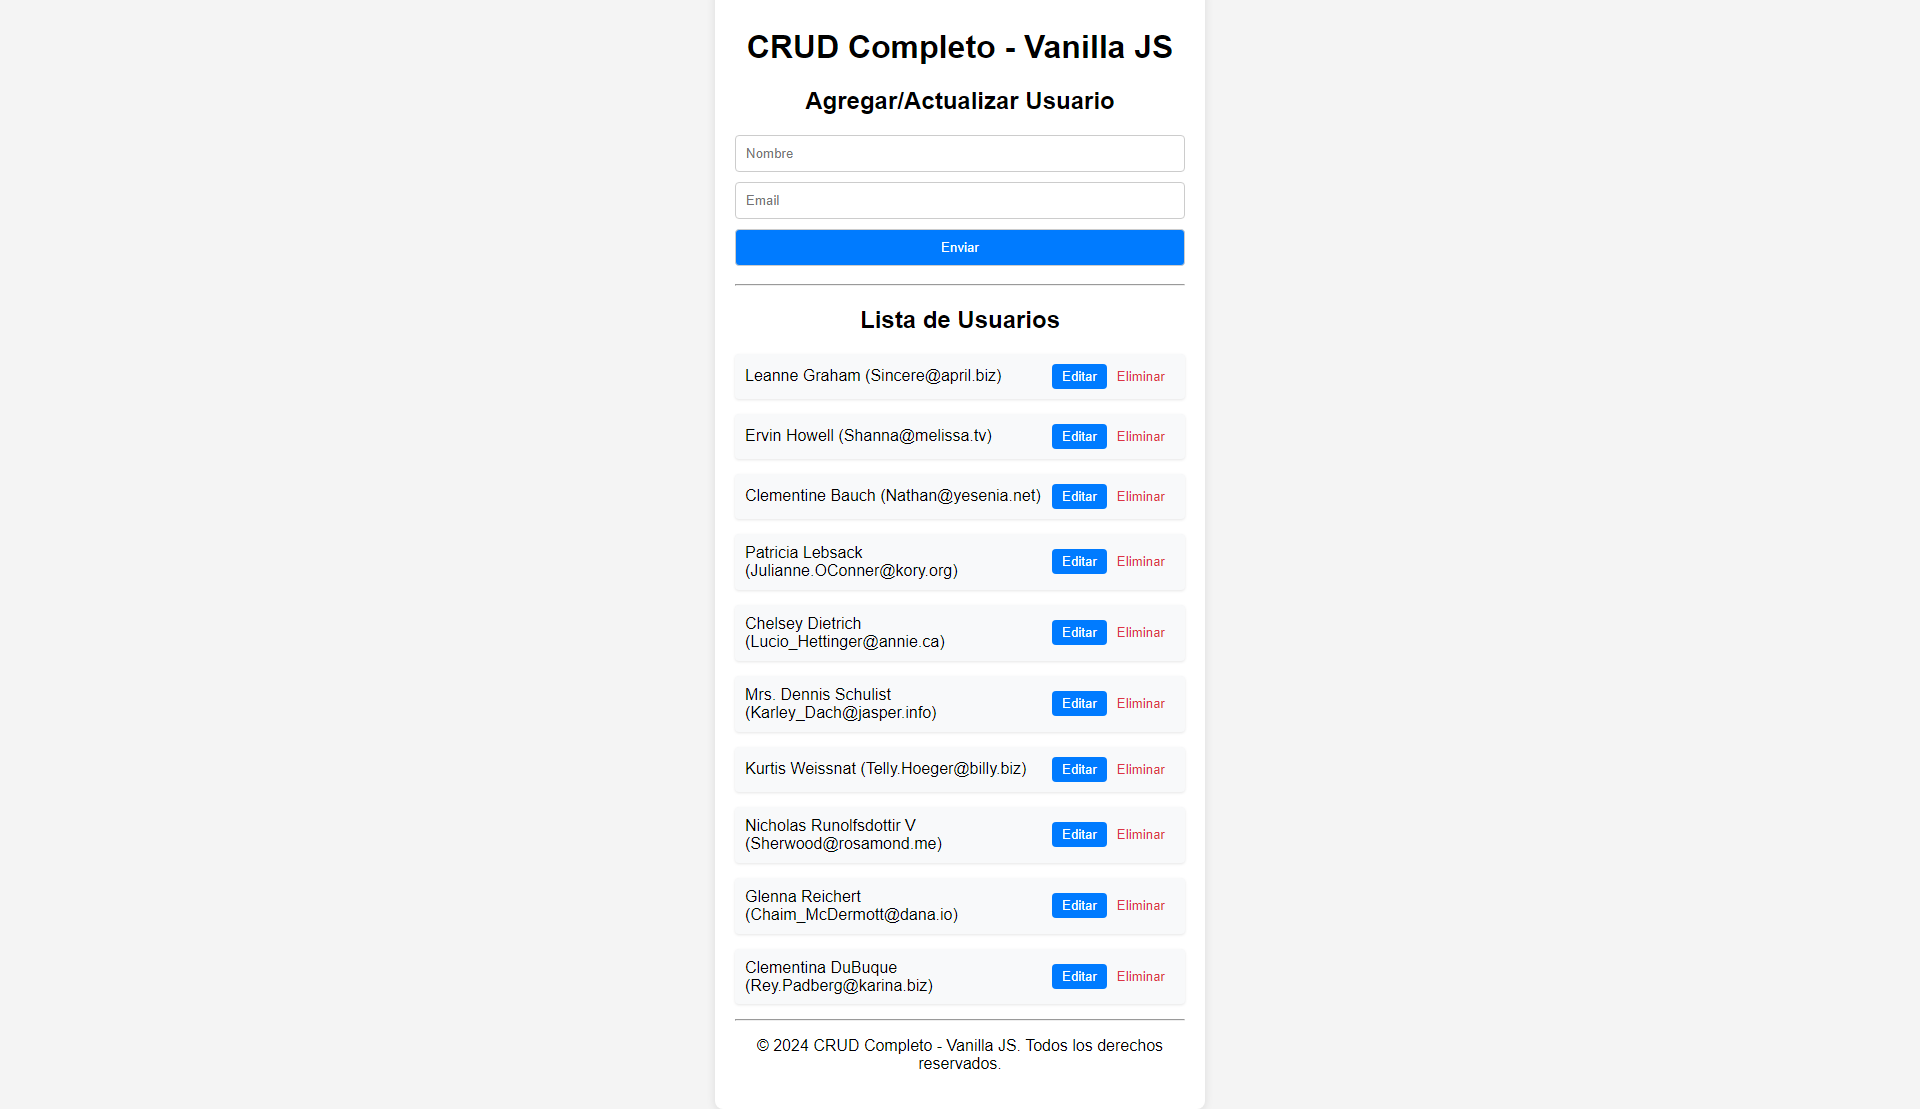 CRUD Completo - Vanilla JS
Agregar/Actualizar Usuario
Nombre
Email
Enviar
Lista de Usuarios
Leanne Graham (Sincere@april.biz) Editar Eliminar
Ervin Howell (Shanna@melissa.tv) Editar Eliminar
Clementine Bauch (Nathan@yesenia.net) Editar Eliminar
Patricia Lebsack
(Julianne.OConner@kory.org) Editar Eliminar
Chelsey Dietrich
(Lucio_Hettinger@annie.ca) Editar Eliminar
Mrs. Dennis Schulist
(Karley_Dach@jasper.info) Editar Eliminar
Kurtis Weissnat (Telly.Hoeger@billy.biz) Editar Eliminar
Nicholas Runolfsdottir V
(Sherwood@rosamond.me) Editar Eliminar
Glenna Reichert
(Chaim_McDermott@dana.io) Editar Eliminar
Clementina DuBuque
(Rey.Padberg@karina.biz) Editar Eliminar
© 2024 CRUD Completo - Vanilla JS. Todos los derechos
reservados.